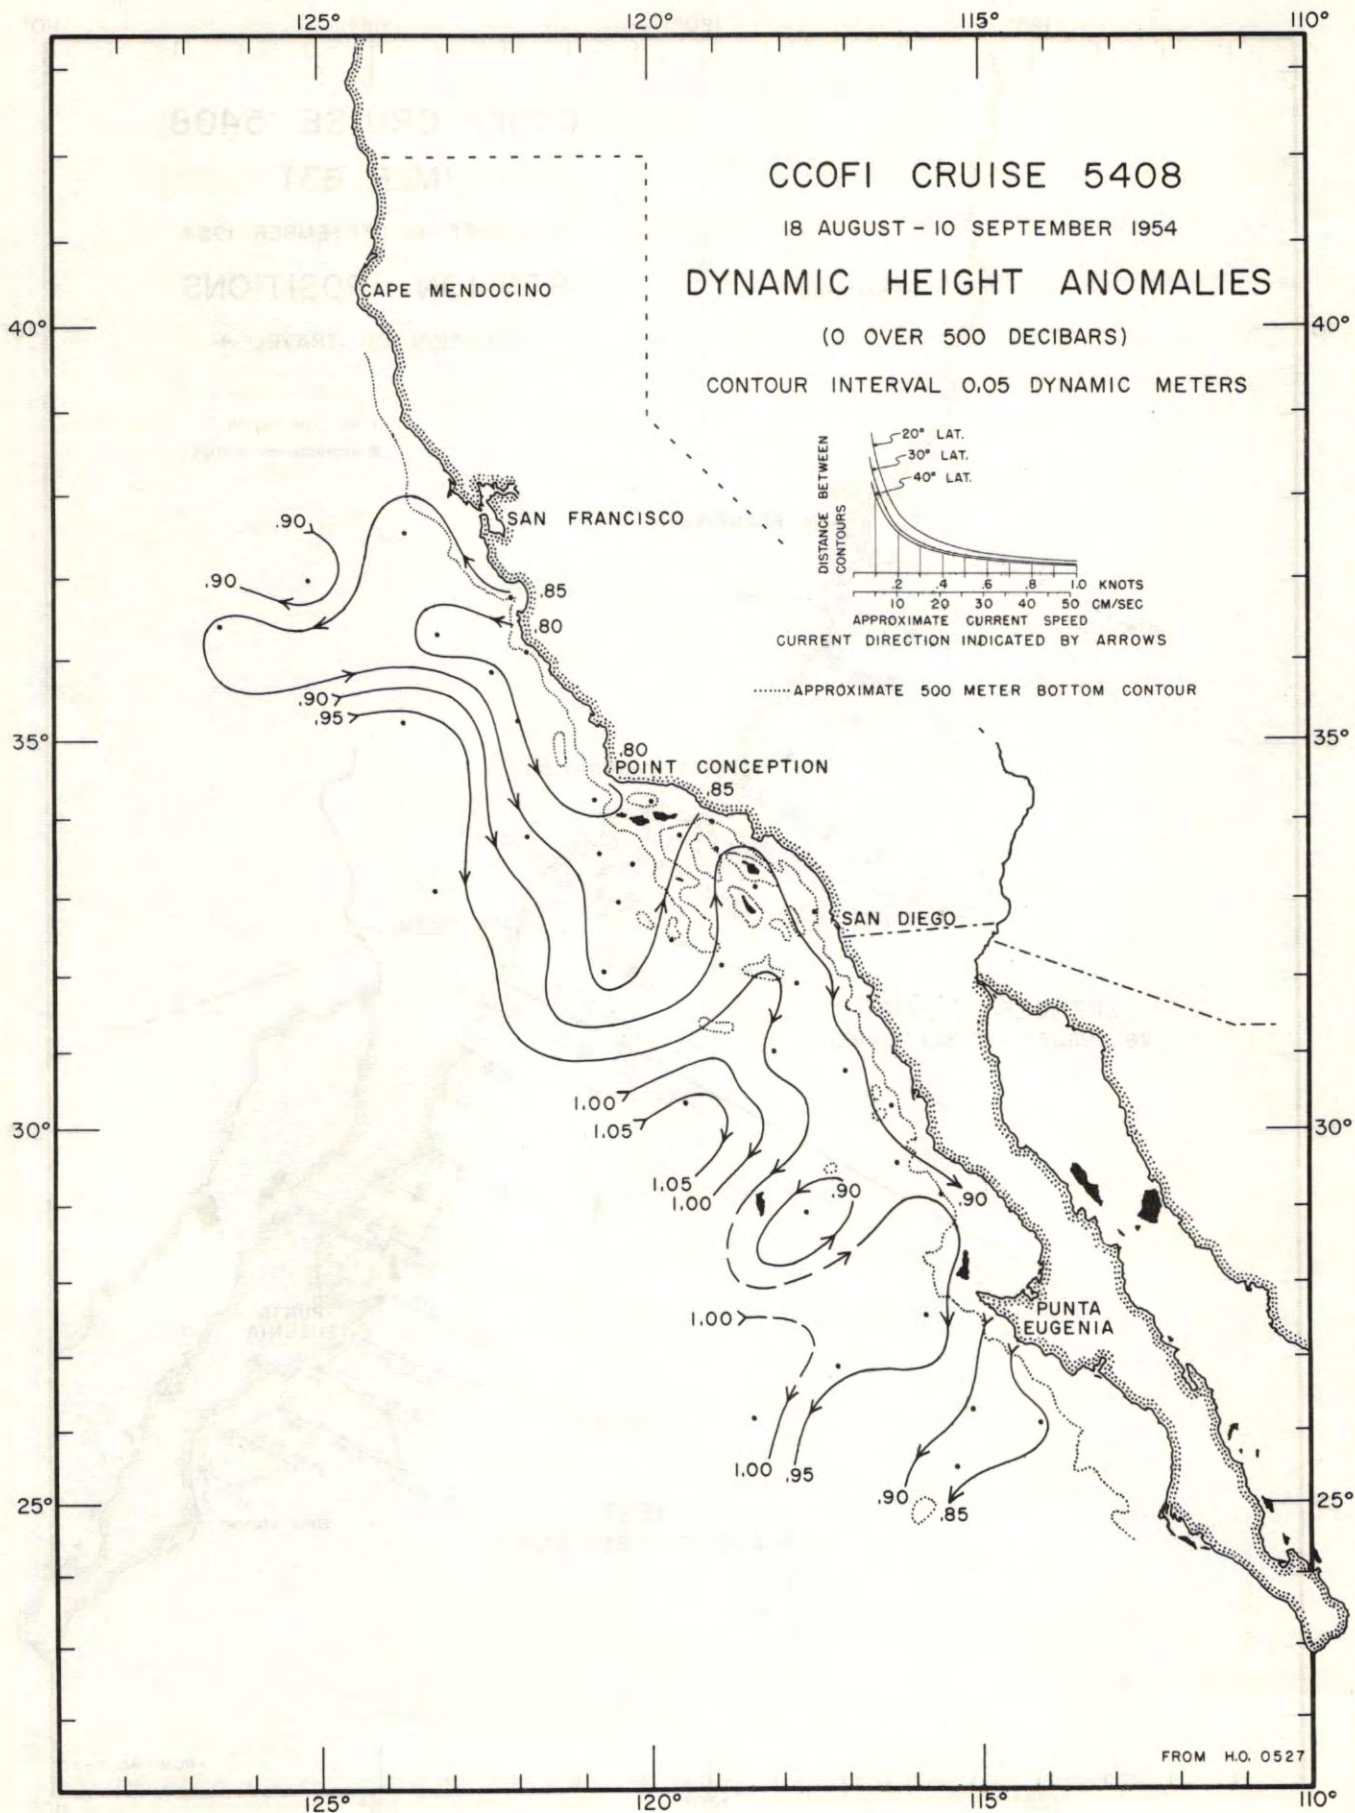 125° 120° 115° 110°
CCOFI CRUISE 5408
18 AUGUST - 10 SEPTEMBER 1954
DYNAMIC HEIGHT ANOMALIES
(0 OVER 500 DECIBARS)
CONTOUR INTERVAL 0.05 DYNAMIC METERS
CAPE MENDOCINO
40° 40°
DISTANCE BETWEEN
CONTOURS
20° LAT.
30° LAT.
40° LAT.
.2 .4 .6 .8 1.0 KNOTS
10 20 30 40 50 CM/SEC
APPROXIMATE CURRENT SPEED
CURRENT DIRECTION INDICATED BY ARROWS
APPROXIMATE 500 METER BOTTOM CONTOUR
SAN FRANCISCO
.90
.90
.85
.80
.90
.95
35° 35°
.80
POINT CONCEPTION
.85
SAN DIEGO
1.00
1.05
30° 30°
1.05
1.00
.90
.90
1.00
PUNTA
EUGENIA
1.00
.95
.90
.85
25° 25°
FROM H.O. 0527
125° 120° 115° 110°